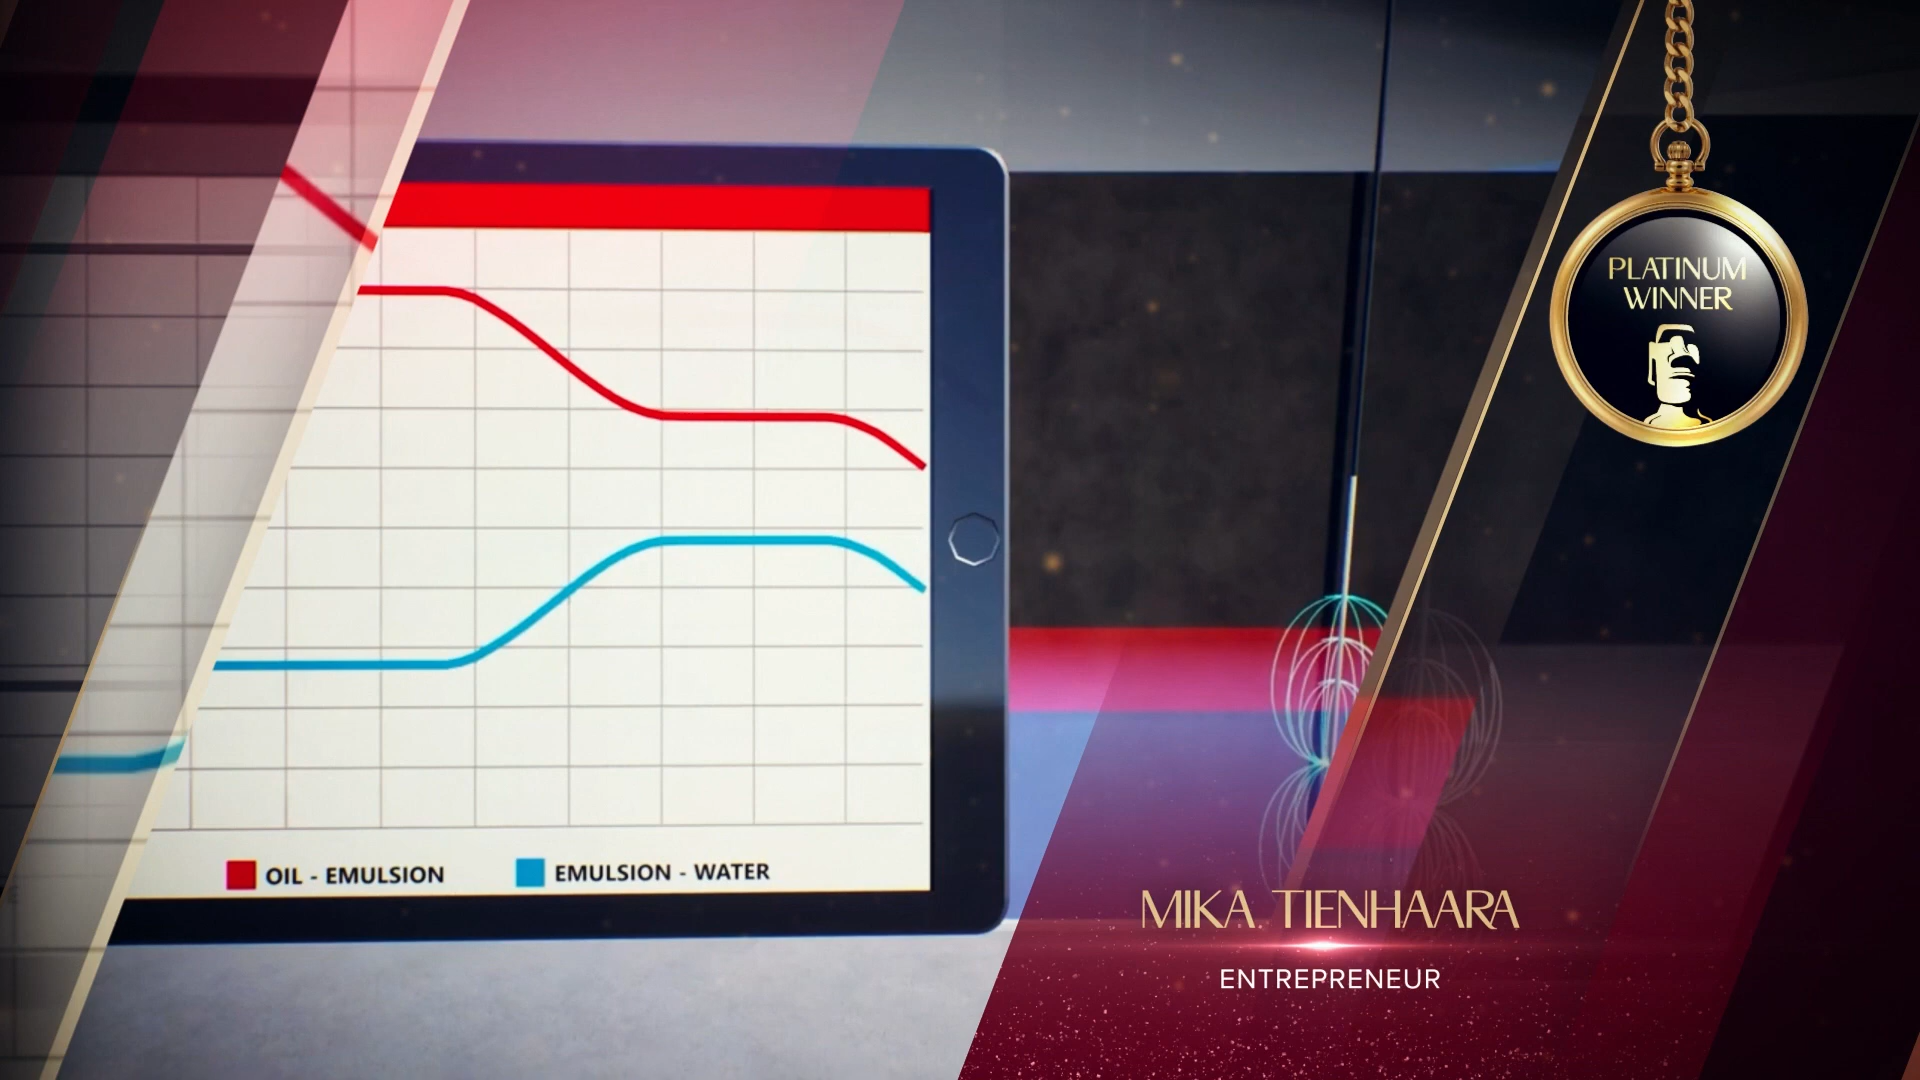 PLATINUM
WINNER
OIL - EMULSION
EMULSION - WATER
MIKA TIENHAARA
ENTREPRENEUR